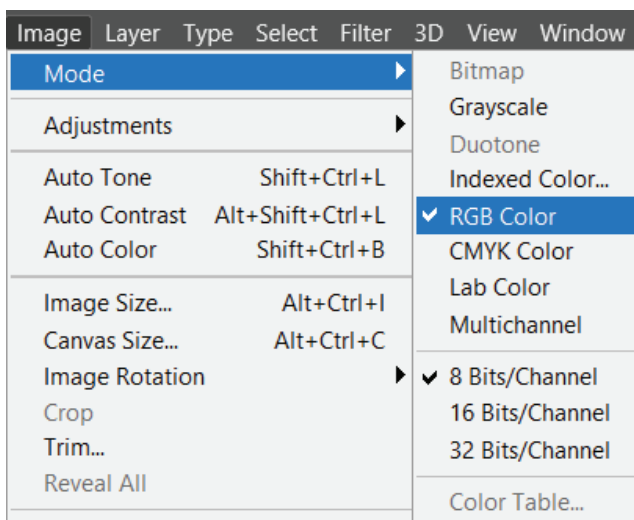 Image Layer Type Select Filter 3D View Window
Mode
Adjustments
Auto Tone Shift+Ctrl+L
Auto Contrast Alt+Shift+Ctrl+L
Auto Color Shift+Ctrl+B
Image Size... Alt+Ctrl+I
Canvas Size... Alt+Ctrl+C
Image Rotation
Crop
Trim...
Reveal All
Bitmap
Grayscale
Duotone
Indexed Color...
RGB Color
CMYK Color
Lab Color
Multichannel
8 Bits/Channel
16 Bits/Channel
32 Bits/Channel
Color Table...